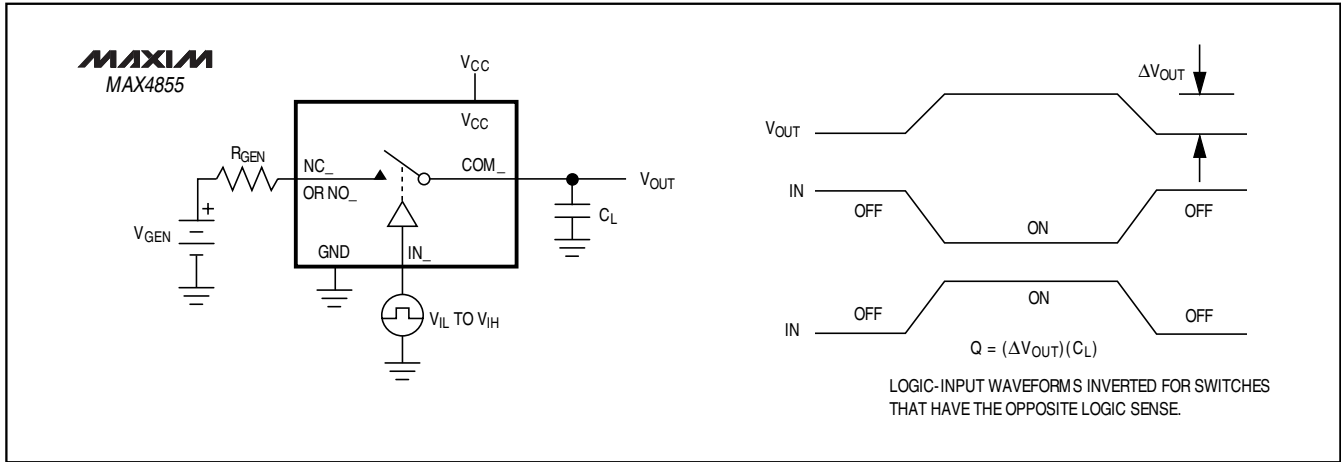 MAXIM
MAX4855
VCC
VCC
RGEN
NC_
OR NO_
COM_
VOUT
CL
+
VGEN
GND
IN_
VIL TO VIH
ΔVOUT
VOUT
IN
OFF
ON
OFF
IN
OFF
ON
OFF
Q = (ΔVOUT)(CL)
LOGIC-INPUT WAVEFORMS INVERTED FOR SWITCHES
THAT HAVE THE OPPOSITE LOGIC SENSE.